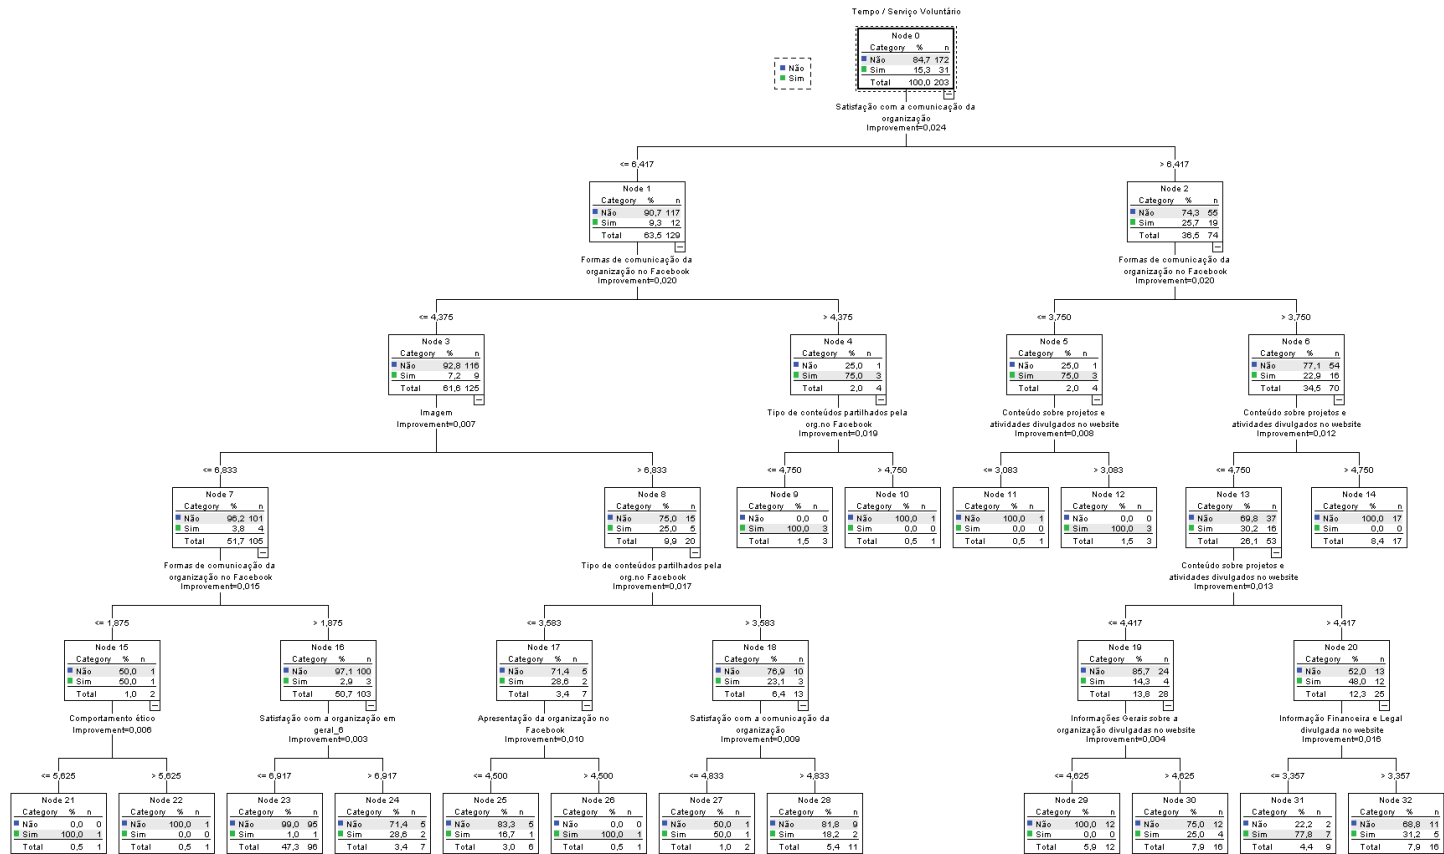 Tempo / Serviço Voluntário
Node 0
Category % n
Não 84,7 172
Sim 15,3 31
Total 100,0 203
Não
Sim
Satisfação com a comunicação da
organização
Improvement=0,024
<= 6,417
> 6,417
Node 1
Category % n
Não 90,7 117
Sim 9,3 12
Total 63,5 129
Node 2
Category % n
Não 74,3 55
Sim 25,7 19
Total 36,5 74
Formas de comunicação da
organização no Facebook
Improvement=0,020
Formas de comunicação da
organização no Facebook
Improvement=0,020
<= 4,375
> 4,375
<= 3,750
> 3,750
Node 3
Category % n
Não 92,8 116
Sim 7,2 9
Total 61,6 125
Node 4
Category % n
Não 25,0 1
Sim 75,0 3
Total 2,0 4
Node 5
Category % n
Não 25,0 1
Sim 75,0 3
Total 2,0 4
Node 6
Category % n
Não 77,1 54
Sim 22,9 16
Total 34,5 70
Imagem
Improvement=0,007
Tipo de conteúdos partilhados pela
org.no Facebook
Improvement=0,019
Conteúdo sobre projetos e
atividades divulgados no website
Improvement=0,008
Conteúdo sobre projetos e
atividades divulgados no website
Improvement=0,012
<= 6,833
> 6,833
<= 4,750
> 4,750
<= 3,083
> 3,083
<= 4,750
> 4,750
Node 7
Category % n
Não 96,2 101
Sim 3,8 4
Total 51,7 105
Node 8
Category % n
Não 75,0 15
Sim 25,0 5
Total 9,9 20
Node 9
Category % n
Não 0,0 0
Sim 100,0 3
Total 1,5 3
Node 10
Category % n
Não 100,0 1
Sim 0,0 0
Total 0,5 1
Node 11
Category % n
Não 100,0 1
Sim 0,0 0
Total 0,5 1
Node 12
Category % n
Não 0,0 0
Sim 100,0 3
Total 1,5 3
Node 13
Category % n
Não 69,8 37
Sim 30,2 16
Total 26,1 53
Node 14
Category % n
Não 100,0 17
Sim 0,0 0
Total 8,4 17
Formas de comunicação da
organização no Facebook
Improvement=0,015
Tipo de conteúdos partilhados pela
org.no Facebook
Improvement=0,017
Conteúdo sobre projetos e
atividades divulgados no website
Improvement=0,013
<= 1,875
> 1,875
<= 3,583
> 3,583
<= 4,417
> 4,417
Node 15
Category % n
Não 50,0 1
Sim 50,0 1
Total 1,0 2
Node 16
Category % n
Não 97,1 100
Sim 2,9 3
Total 50,7 103
Node 17
Category % n
Não 71,4 5
Sim 28,6 2
Total 3,4 7
Node 18
Category % n
Não 76,9 10
Sim 23,1 3
Total 6,4 13
Node 19
Category % n
Não 85,7 24
Sim 14,3 4
Total 13,8 28
Node 20
Category % n
Não 52,0 13
Sim 48,0 12
Total 12,3 25
Comportamento ético
Improvement=0,006
Satisfação com a organização em
geral_6
Improvement=0,003
Apresentação da organização no
Facebook
Improvement=0,010
Satisfação com a comunicação da
organização
Improvement=0,009
Informações Gerais sobre a
organização divulgadas no website
Improvement=0,004
Informação Financeira e Legal
divulgada no website
Improvement=0,016
<= 5,625
> 5,625
<= 6,917
> 6,917
<= 4,500
> 4,500
<= 4,833
> 4,833
<= 4,625
> 4,625
<= 3,357
> 3,357
Node 21
Category % n
Não 0,0 0
Sim 100,0 1
Total 0,5 1
Node 22
Category % n
Não 100,0 1
Sim 0,0 0
Total 0,5 1
Node 23
Category % n
Não 99,0 95
Sim 1,0 1
Total 47,3 96
Node 24
Category % n
Não 71,4 5
Sim 28,6 2
Total 3,4 7
Node 25
Category % n
Não 83,3 5
Sim 16,7 1
Total 3,0 6
Node 26
Category % n
Não 0,0 0
Sim 100,0 1
Total 0,5 1
Node 27
Category % n
Não 50,0 1
Sim 50,0 1
Total 1,0 2
Node 28
Category % n
Não 81,8 9
Sim 18,2 2
Total 5,4 11
Node 29
Category % n
Não 100,0 12
Sim 0,0 0
Total 5,9 12
Node 30
Category % n
Não 75,0 12
Sim 25,0 4
Total 7,9 16
Node 31
Category % n
Não 22,2 2
Sim 77,8 7
Total 4,4 9
Node 32
Category % n
Não 68,8 11
Sim 31,2 5
Total 7,9 16